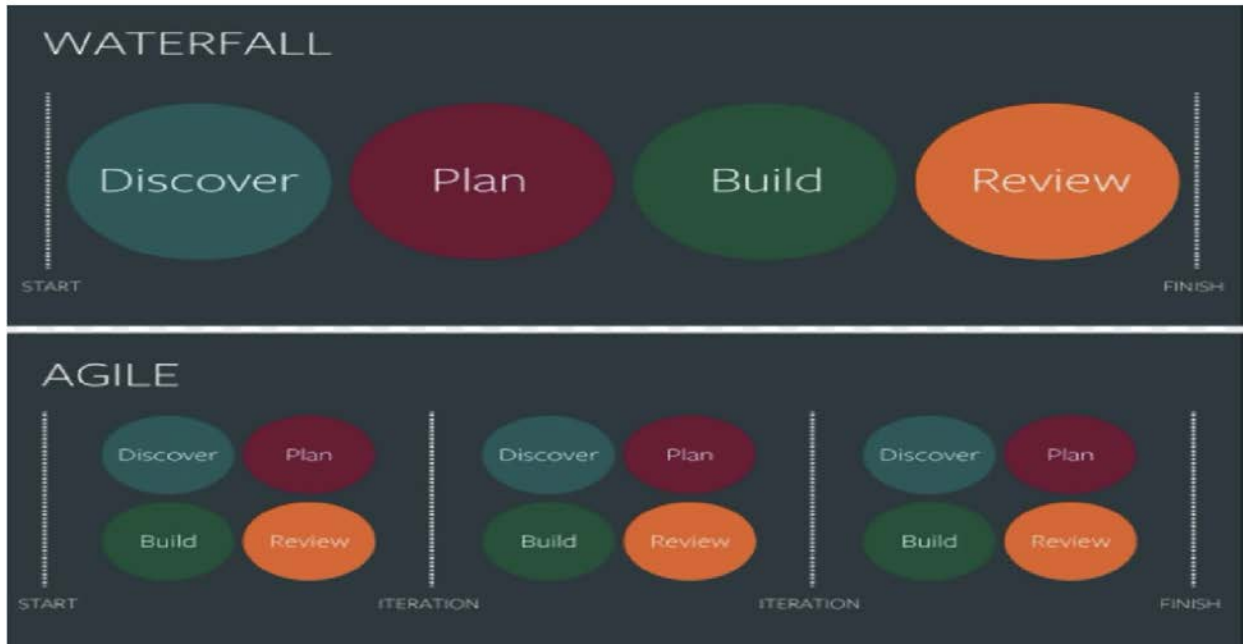 WATERFALL
Discover Plan Build Review
START FINISH
AGILE
Discover Plan Discover Plan Discover Plan
Build Review Build Review Build Review
START ITERATION ITERATION FINISH